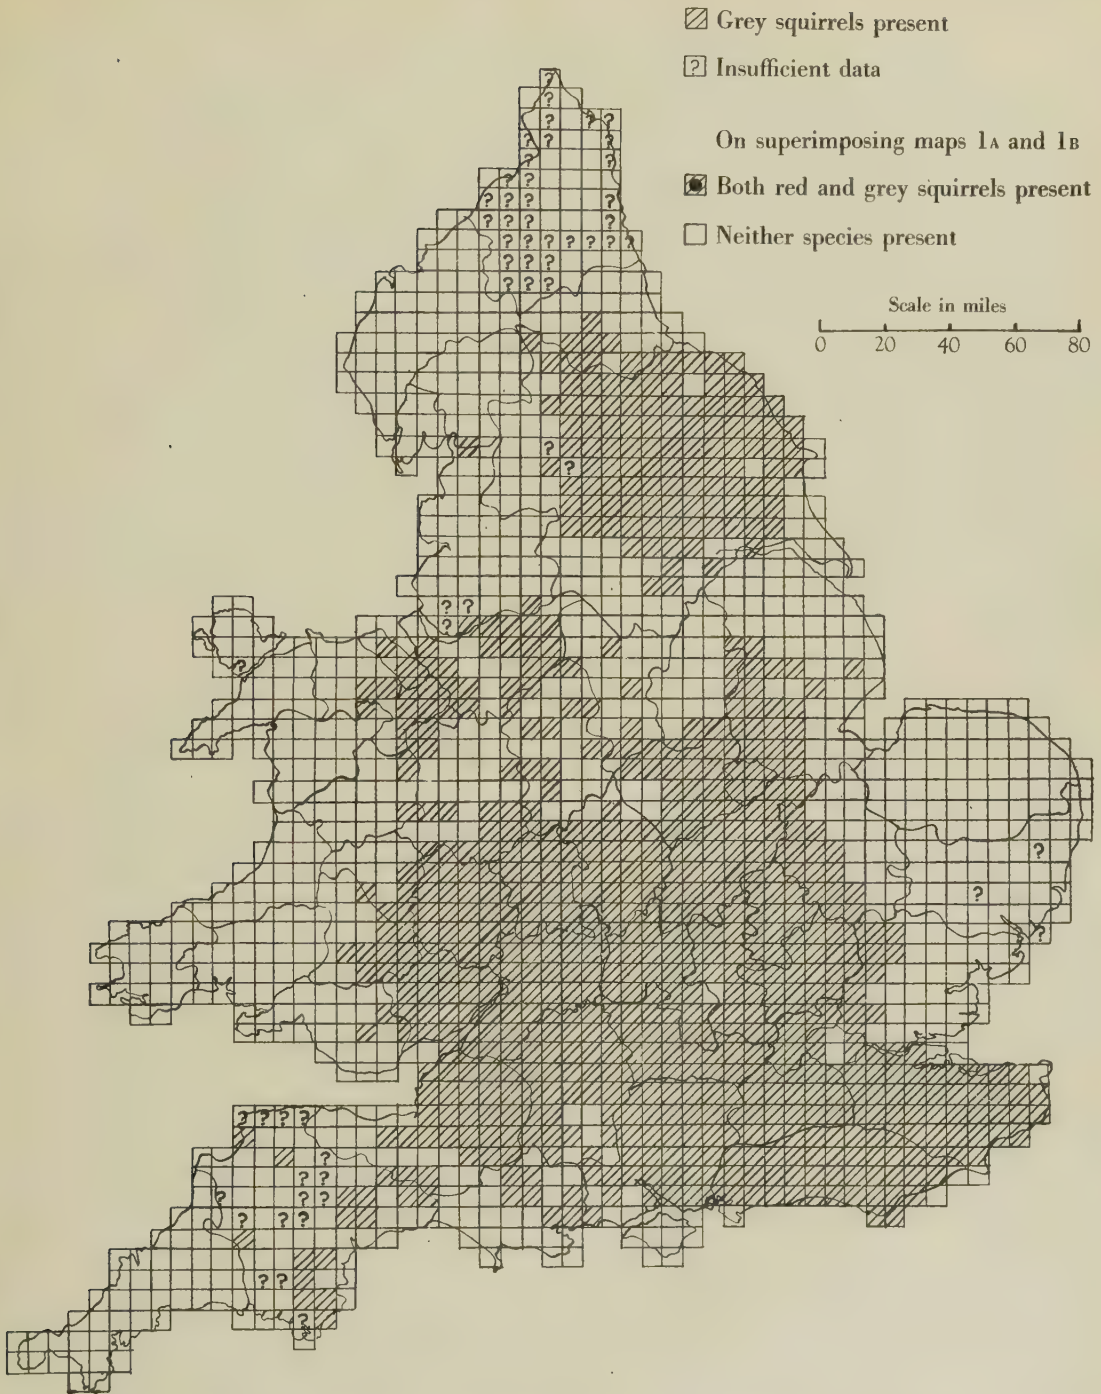 Grey squirrels present
? Insufficient data
On superimposing maps 1A and 1B
Both red and grey squirrels present
Neither species present
Scale in miles
0 20 40 60 80
?
?
? ? ?
? ? ?
? ?
? ?
? ? ? ?
? ? ? ?
? ? ? ? ? ? ?
? ? ?
? ? ?
?
?
? ?
?
?
?
?
?
? ? ? ?
?
? ?
? ? ?
? ? ?
? ?
?